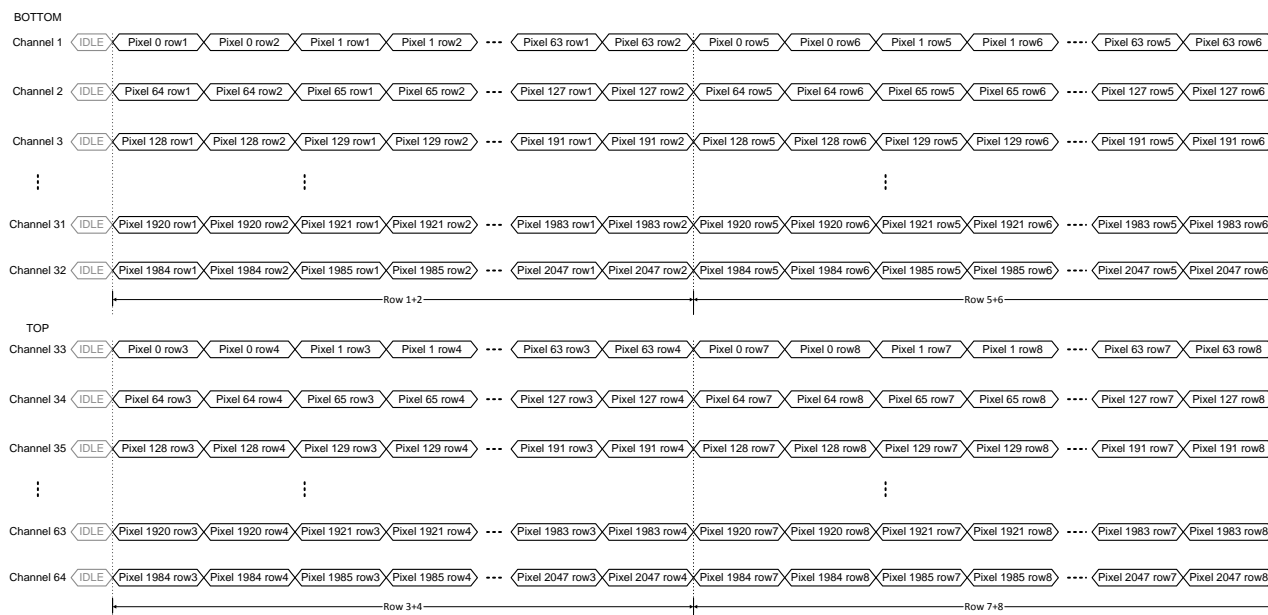 BOTTOM
Channel 1 IDLE Pixel 0 row1 Pixel 0 row2 Pixel 1 row1 Pixel 1 row2 Pixel 63 row1 Pixel 63 row2 Pixel 0 row5 Pixel 0 row6 Pixel 1 row5 Pixel 1 row6 Pixel 63 row5 Pixel 63 row6
Channel 2 IDLE Pixel 64 row1 Pixel 64 row2 Pixel 65 row1 Pixel 65 row2 Pixel 127 row1 Pixel 127 row2 Pixel 64 row5 Pixel 64 row6 Pixel 65 row5 Pixel 65 row6 Pixel 127 row5 Pixel 127 row6
Channel 3 IDLE Pixel 128 row1 Pixel 128 row2 Pixel 129 row1 Pixel 129 row2 Pixel 191 row1 Pixel 191 row2 Pixel 128 row5 Pixel 128 row6 Pixel 129 row5 Pixel 129 row6 Pixel 191 row5 Pixel 191 row6
Channel 31 IDLE Pixel 1920 row1 Pixel 1920 row2 Pixel 1921 row1 Pixel 1921 row2 Pixel 1983 row1 Pixel 1983 row2 Pixel 1920 row5 Pixel 1920 row6 Pixel 1921 row5 Pixel 1921 row6 Pixel 1983 row5 Pixel 1983 row6
Channel 32 IDLE Pixel 1984 row1 Pixel 1984 row2 Pixel 1985 row1 Pixel 1985 row2 Pixel 2047 row1 Pixel 2047 row2 Pixel 1984 row5 Pixel 1984 row6 Pixel 1985 row5 Pixel 1985 row6 Pixel 2047 row5 Pixel 2047 row6
Row 1+2 Row 5+6
TOP
Channel 33 IDLE Pixel 0 row3 Pixel 0 row4 Pixel 1 row3 Pixel 1 row4 Pixel 63 row3 Pixel 63 row4 Pixel 0 row7 Pixel 0 row8 Pixel 1 row7 Pixel 1 row8 Pixel 63 row7 Pixel 63 row8
Channel 34 IDLE Pixel 64 row3 Pixel 64 row4 Pixel 65 row3 Pixel 65 row4 Pixel 127 row3 Pixel 127 row4 Pixel 64 row7 Pixel 64 row8 Pixel 65 row7 Pixel 65 row8 Pixel 127 row7 Pixel 127 row8
Channel 35 IDLE Pixel 128 row3 Pixel 128 row4 Pixel 129 row3 Pixel 129 row4 Pixel 191 row3 Pixel 191 row4 Pixel 128 row7 Pixel 128 row8 Pixel 129 row7 Pixel 129 row8 Pixel 191 row7 Pixel 191 row8
Channel 63 IDLE Pixel 1920 row3 Pixel 1920 row4 Pixel 1921 row3 Pixel 1921 row4 Pixel 1983 row3 Pixel 1983 row4 Pixel 1920 row7 Pixel 1920 row8 Pixel 1921 row7 Pixel 1921 row8 Pixel 1983 row7 Pixel 1983 row8
Channel 64 IDLE Pixel 1984 row3 Pixel 1984 row4 Pixel 1985 row3 Pixel 1985 row4 Pixel 2047 row3 Pixel 2047 row4 Pixel 1984 row7 Pixel 1984 row8 Pixel 1985 row7 Pixel 1985 row8 Pixel 2047 row7 Pixel 2047 row8
Row 3+4 Row 7+8